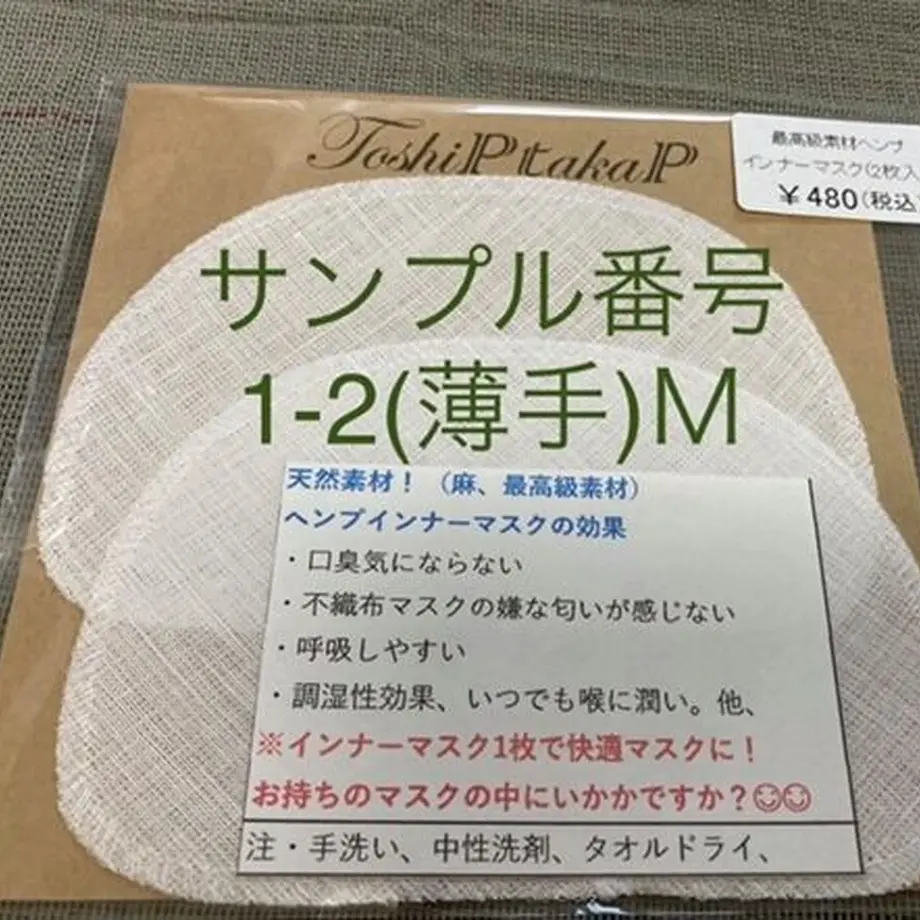 ToshiP takaP
最高級素材ヘンプ
インナーマスク(2枚入
¥480(税込
サンプル番号
1-2(薄手)M
天然素材!(麻、最高級素材)
ヘンプインナーマスクの効果
・口臭気にならない
・不織布マスクの嫌な匂いが感じない
・呼吸しやすい
・調湿性効果、いつでも喉に潤い。他、
※インナーマスク1枚で快適マスクに!
お持ちのマスクの中にいかかですか?☺☺
注・手洗い、中性洗剤、タオルドライ、